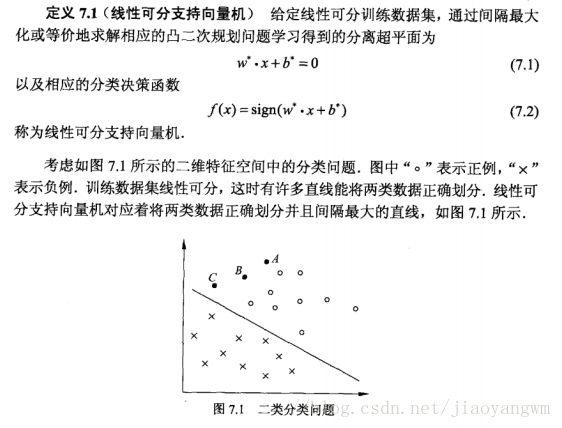 定义 7.1（线性可分支持向量机） 给定线性可分训练数据集，通过间隔最大
化或等价地求解相应的凸二次规划问题学习得到的分离超平面为
w*·x+b*=0 (7.1)
以及相应的分类决策函数
f(x)=sign(w*·x+b*) (7.2)
称为线性可分支持向量机．
考虑如图 7.1 所示的二维特征空间中的分类问题．图中“∘”表示正例，“×”
表示负例．训练数据集线性可分，这时有许多直线能将两类数据正确划分．线性可
分支持向量机对应着将两类数据正确划分并且间隔最大的直线，如图 7.1 所示．
A
B
C
图 7.1 二类分类问题
blog.csdn.net/jiaoyangwm